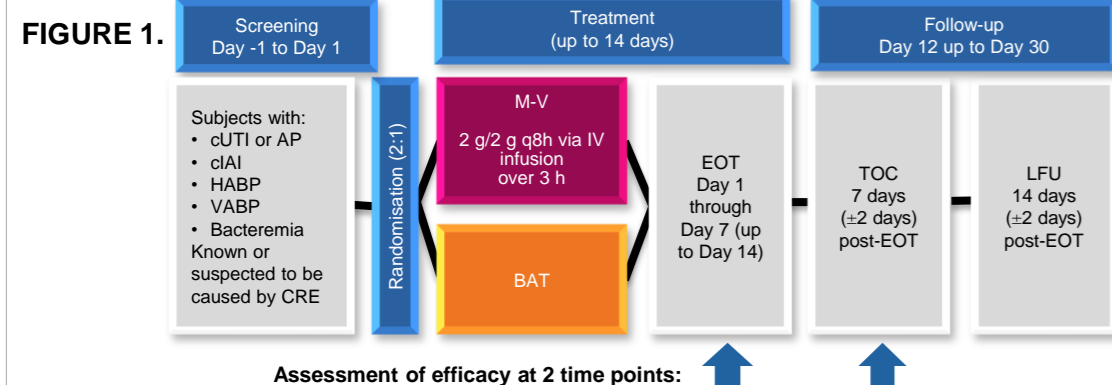 FIGURE 1.
Screening
Day -1 to Day 1
Treatment
(up to 14 days)
Follow-up
Day 12 up to Day 30
Subjects with:
• cUTI or AP
• cIAI
• HABP
• VABP
• Bacteremia
Known or
suspected to be
caused by CRE
Randomisation (2:1)
M-V
2 g/2 g q8h via IV
infusion
over 3 h
BAT
EOT
Day 1
through
Day 7 (up
to Day 14)
TOC
7 days
(±2 days)
post-EOT
LFU
14 days
(±2 days)
post-EOT
Assessment of efficacy at 2 time points: